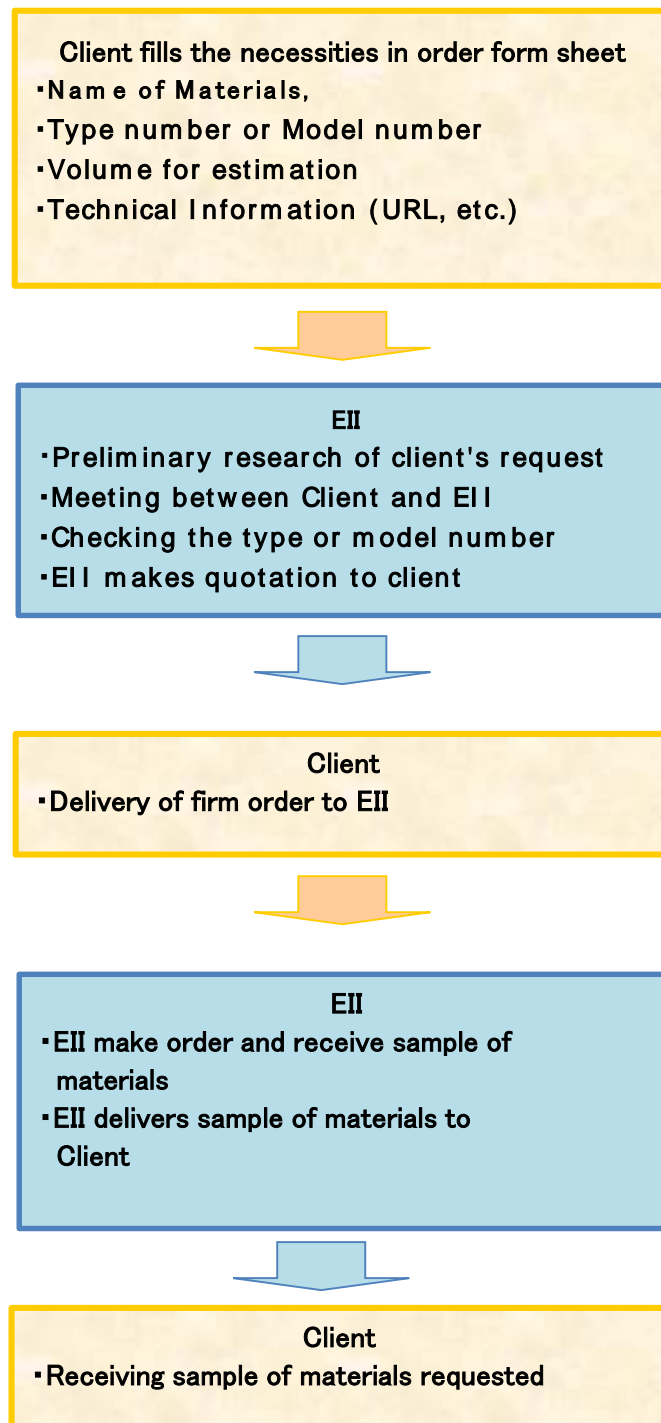 Client fills the necessities in order form sheet
・Name of Materials,
・Type number or Model number
・Volume for estimation
・Technical Information (URL, etc.)
EII
・Preliminary research of client's request
・Meeting between Client and EII
・Checking the type or model number
・EII makes quotation to client
Client
・Delivery of firm order to EII
EII
・EII make order and receive sample of
materials
・EII delivers sample of materials to
Client
Client
・Receiving sample of materials requested